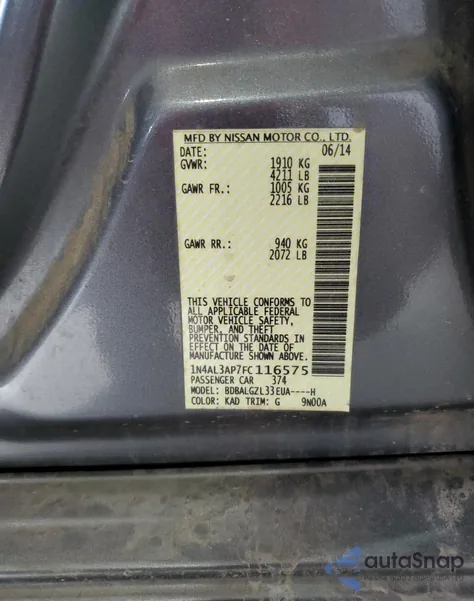 MFD BY NISSAN MOTOR CO., LTD.
DATE: 06/14
GVWR: 1910 KG
4211 LB
GAWR FR.: 1005 KG
2216 LB
GAWR RR.: 940 KG
2072 LB
THIS VEHICLE CONFORMS TO
ALL APPLICABLE FEDERAL
MOTOR VEHICLE SAFETY,
BUMPER, AND THEFT
PREVENTION STANDARDS IN
EFFECT ON THE DATE OF
MANUFACTURE SHOWN ABOVE.
1N4AL3AP7FC116575
PASSENGER CAR 374
MODEL: BDBALGZL33EUA----H
COLOR: KAD TRIM: G 9N00A
autoSnap